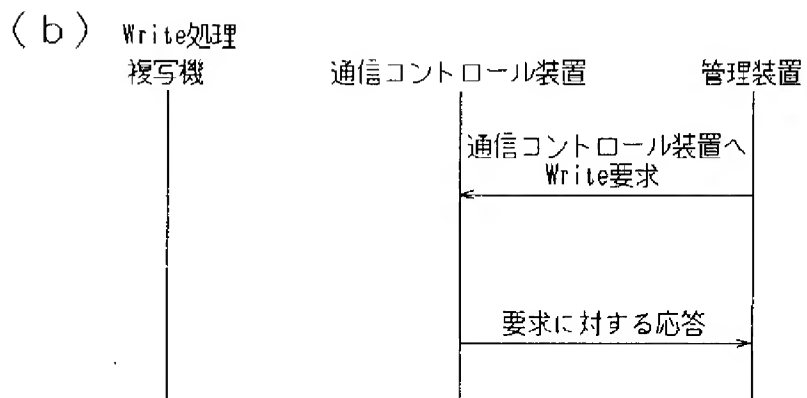 (b) Write処理
複写機 通信コントロール装置 管理装置
通信コントロール装置へ
Write要求
要求に対する応答